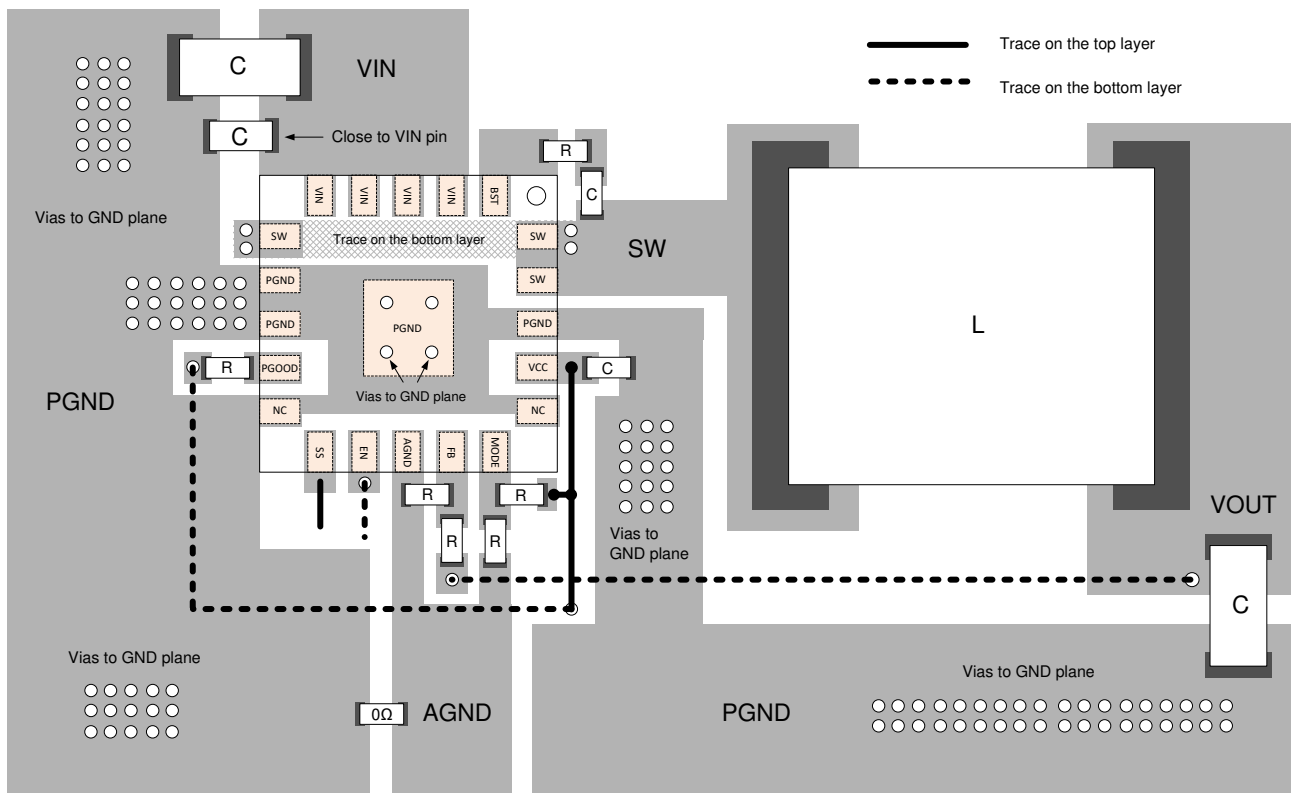 Trace on the top layer
C
VIN
Trace on the bottom layer
C
Close to VIN pin
R
C
Vias to GND plane
VIN
VIN
VIN
VIN
BST
SW
Trace on the bottom layer
SW
SW
PGND
SW
PGND
PGND
PGND
PGND
L
R
PGOOD
VCC
C
Vias to GND plane
PGND
NC
NC
SS
EN
AGND
FB
MODE
R
R
VOUT
R
R
Vias to
GND plane
C
Vias to GND plane
Vias to GND plane
0Ω
AGND
PGND